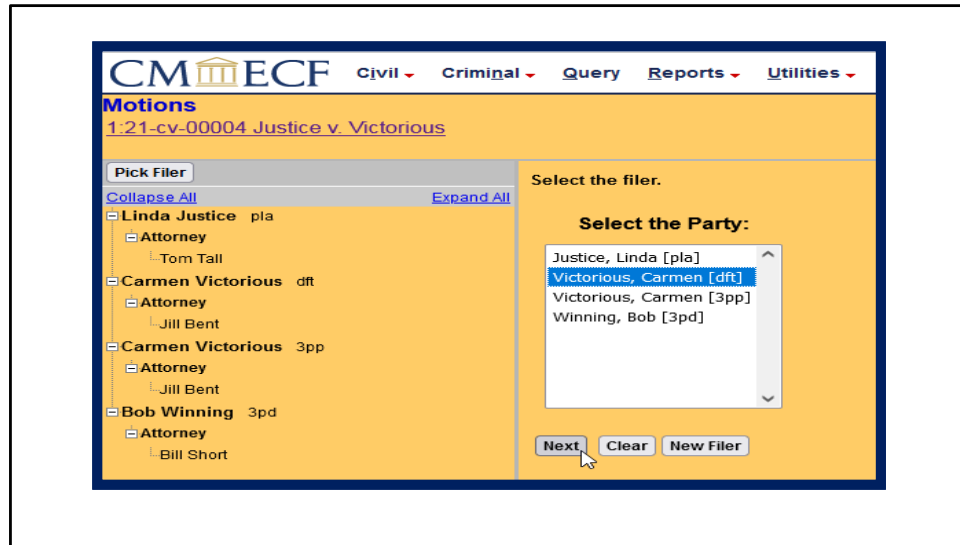 CM ECF Civil Criminal Query Reports Utilities
Motions
1:21-cv-00004 Justice v. Victorious
Pick Filer
Collapse All Expand All
Linda Justice pla
Attorney
Tom Tall
Carmen Victorious dft
Attorney
Jill Bent
Carmen Victorious 3pp
Attorney
Jill Bent
Bob Winning 3pd
Attorney
Bill Short
Select the filer.
Select the Party:
Justice, Linda [pla]
Victorious, Carmen [dft]
Victorious, Carmen [3pp]
Winning, Bob [3pd]
Next Clear New Filer